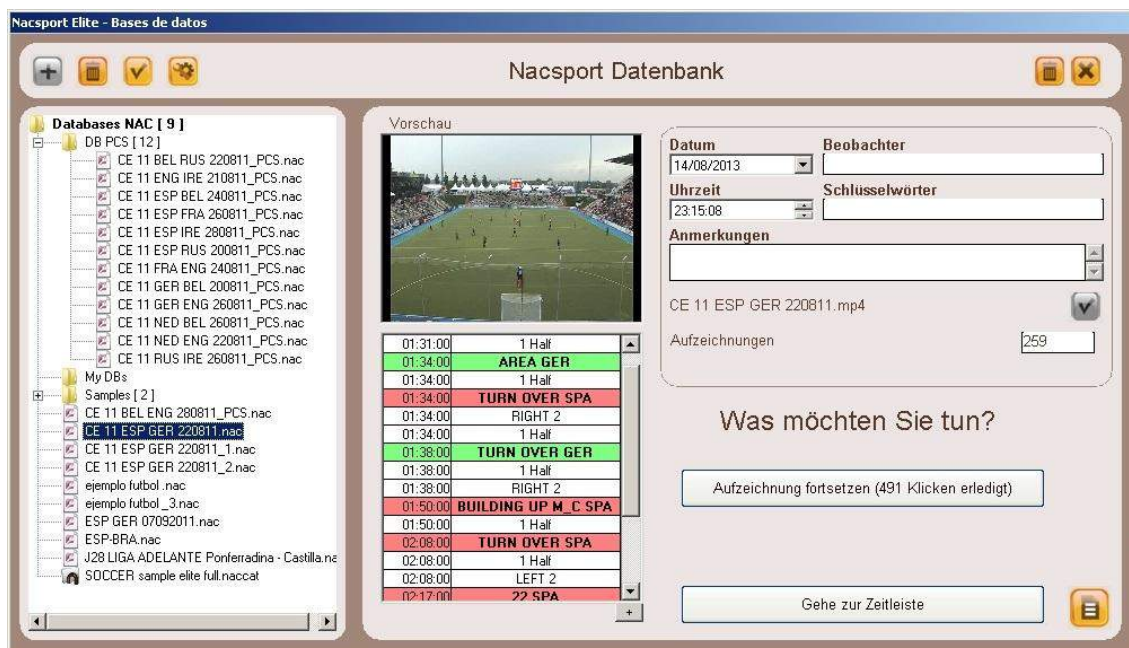 Nacsport Elite - Bases de datos
Nacsport Datenbank
Databases NAC [ 9 ]
DB PCS [ 12 ]
CE 11 BEL RUS 220811_PCS.nac
CE 11 ENG IRE 210811_PCS.nac
CE 11 ESP BEL 240811_PCS.nac
CE 11 ESP FRA 260811_PCS.nac
CE 11 ESP IRE 280811_PCS.nac
CE 11 ESP RUS 200811_PCS.nac
CE 11 FRA ENG 240811_PCS.nac
CE 11 GER BEL 200811_PCS.nac
CE 11 GER ENG 260811_PCS.nac
CE 11 NED BEL 260811_PCS.nac
CE 11 NED ENG 220811_PCS.nac
CE 11 RUS IRE 260811_PCS.nac
My DBs
Samples [ 2 ]
CE 11 BEL ENG 280811_PCS.nac
CE 11 ESP GER 220811.nac
CE 11 ESP GER 220811_1.nac
CE 11 ESP GER 220811_2.nac
ejemplo futbol .nac
ejemplo futbol _3.nac
ESP GER 07092011.nac
ESP-BRA.nac
J28 LIGA ADELANTE Ponferradina - Castilla.na
SOCCER sample elite full.naccat
Vorschau
01:31:00 1 Half
01:34:00 AREA GER
01:34:00 1 Half
01:34:00 TURN OVER SPA
01:34:00 RIGHT 2
01:34:00 1 Half
01:38:00 TURN OVER GER
01:38:00 1 Half
01:38:00 RIGHT 2
01:50:00 BUILDING UP M_C SPA
01:50:00 1 Half
02:08:00 TURN OVER SPA
02:08:00 1 Half
02:08:00 LEFT 2
02:17:00 22 SPA
+
Datum Beobachter
14/08/2013
Uhrzeit Schlüsselwörter
23:15:08
Anmerkungen
CE 11 ESP GER 220811.mp4
Aufzeichnungen 259
Was möchten Sie tun?
Aufzeichnung fortsetzen (491 Klicken erledigt)
Gehe zur Zeitleiste